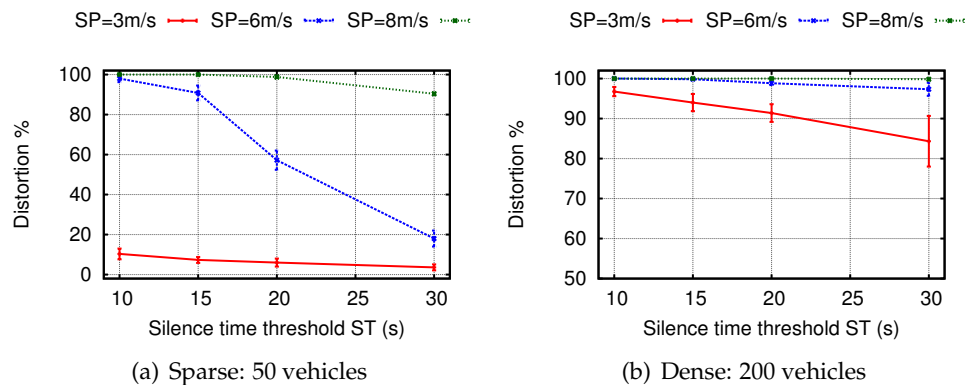 SP=3m/s SP=6m/s SP=8m/s
Distortion %
100
80
60
40
20
0
10 15 20 30
Silence time threshold ST (s)
(a) Sparse: 50 vehicles
SP=3m/s SP=6m/s SP=8m/s
Distortion %
100
90
80
70
60
50
10 15 20 30
Silence time threshold ST (s)
(b) Dense: 200 vehicles